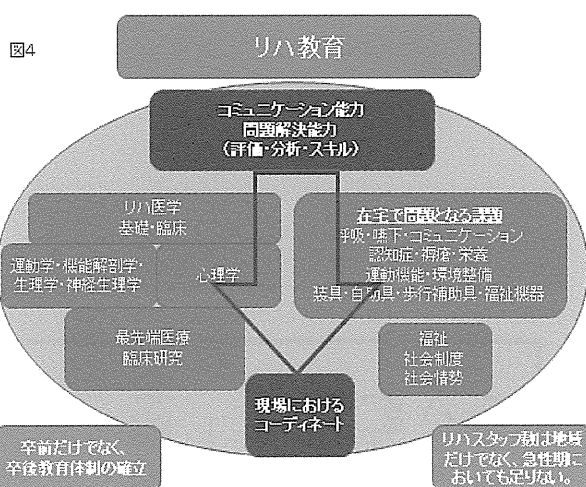 図4
リハ教育
コミュニケーション能力
問題解決能力
(評価・分析・スキル)
リハ医学
基礎・臨床
運動学・機能解剖学・
生理学・神経生理学
心理学
最先端医療
臨床研究
在宅で問題となる課題
呼吸・嚥下・コミュニケーション
認知症・褥瘡・栄養
運動機能・環境整備
装具・自助具・歩行補助具・福祉機器
福祉
社会制度
社会情勢
現場における
コーディネート
卒前だけでなく、
卒後教育体制の確立
リハスタッフ数は地域
だけでなく、急性期に
おいても足りない。